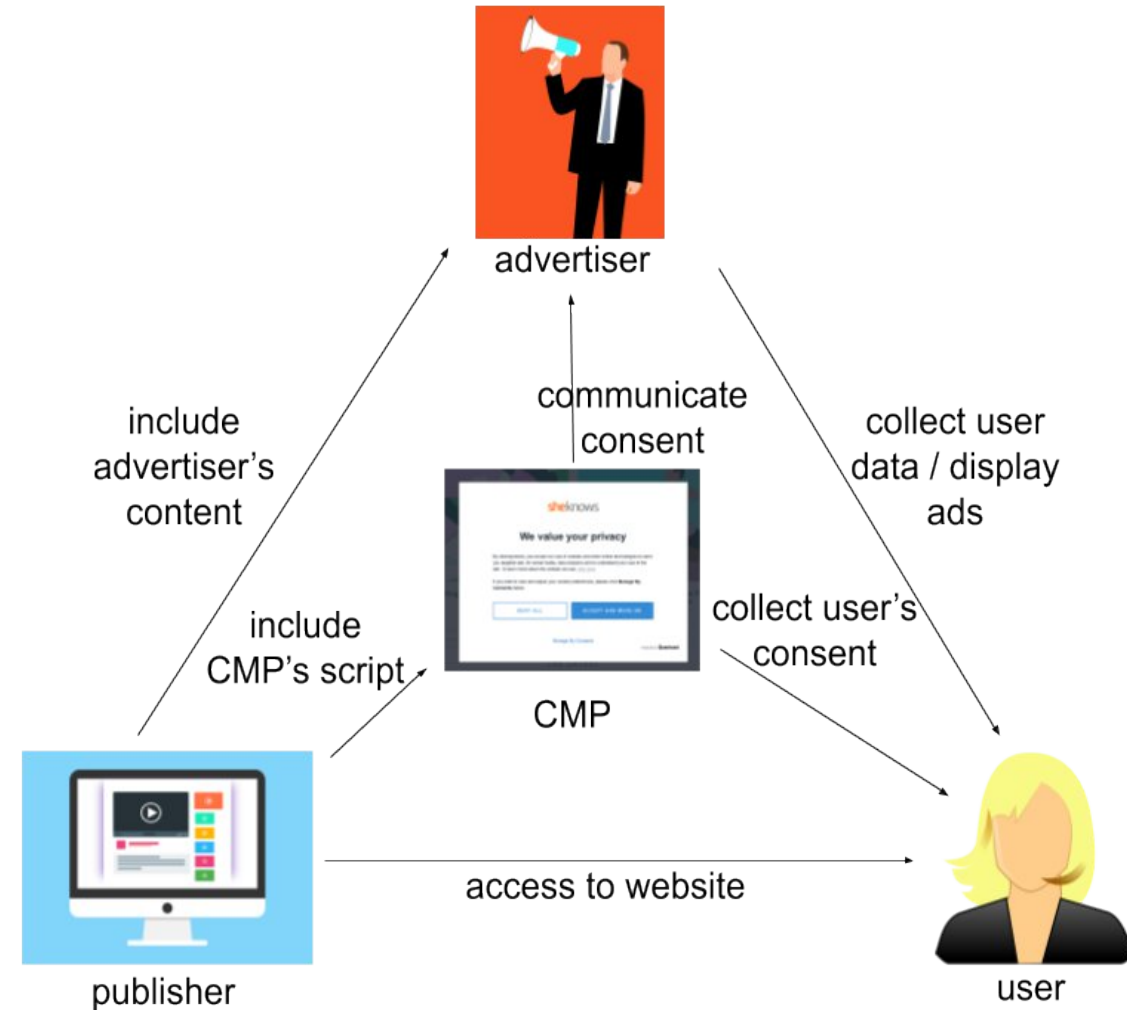 advertiser
include
advertiser's
content
communicate
consent
collect user
data / display
ads
sheknows
We value your privacy
include
CMP's script
collect user's
consent
CMP
access to website
publisher
user